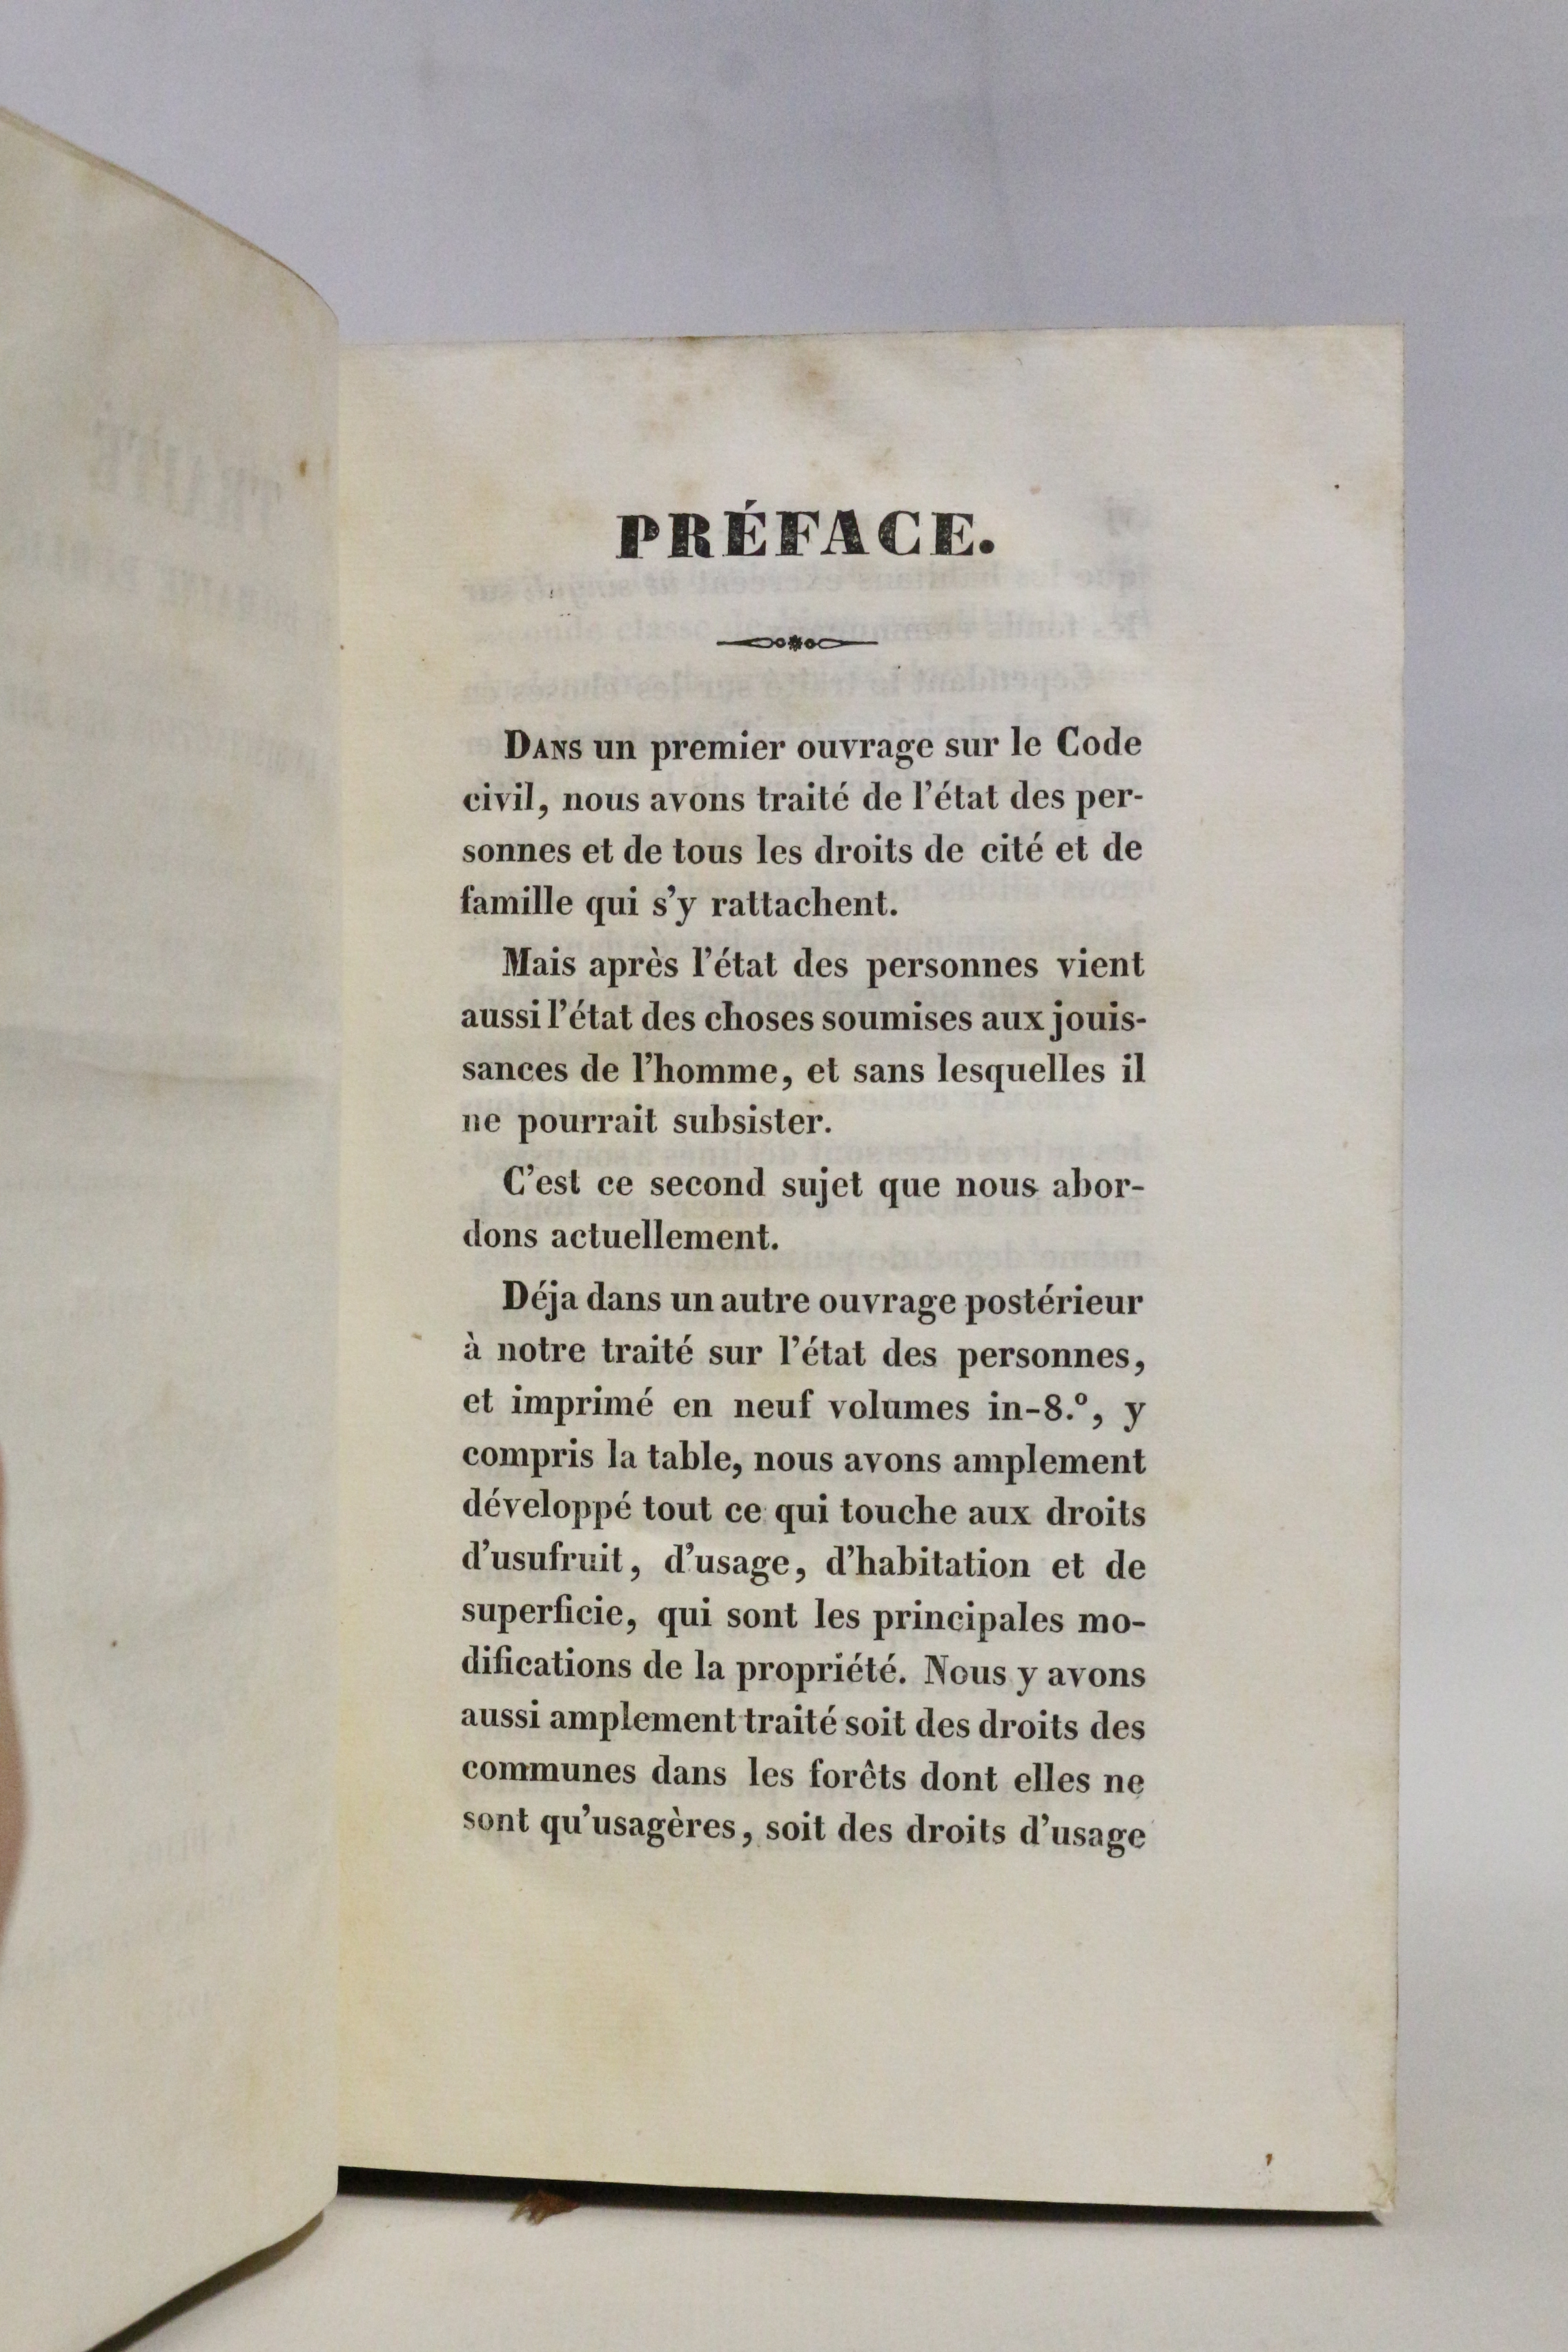 PRÉFACE.
DANS un premier ouvrage sur le Code
civil, nous avons traité de l'état des per-
sonnes et de tous les droits de cité et de
famille qui s'y rattachent.
Mais après l'état des personnes vient
aussi l'état des choses soumises aux jouis-
sances de l'homme, et sans lesquelles il
ne pourrait subsister.
C'est ce second sujet que nous abor-
dons actuellement.
Déja dans un autre ouvrage postérieur
à notre traité sur l'état des personnes,
et imprimé en neuf volumes in-8.º, y
compris la table, nous avons amplement
développé tout ce qui touche aux droits
d'usufruit, d'usage, d'habitation et de
superficie, qui sont les principales mo-
difications de la propriété. Nous y avons
aussi amplement traité soit des droits des
communes dans les forêts dont elles ne
sont qu'usagères, soit des droits d'usage